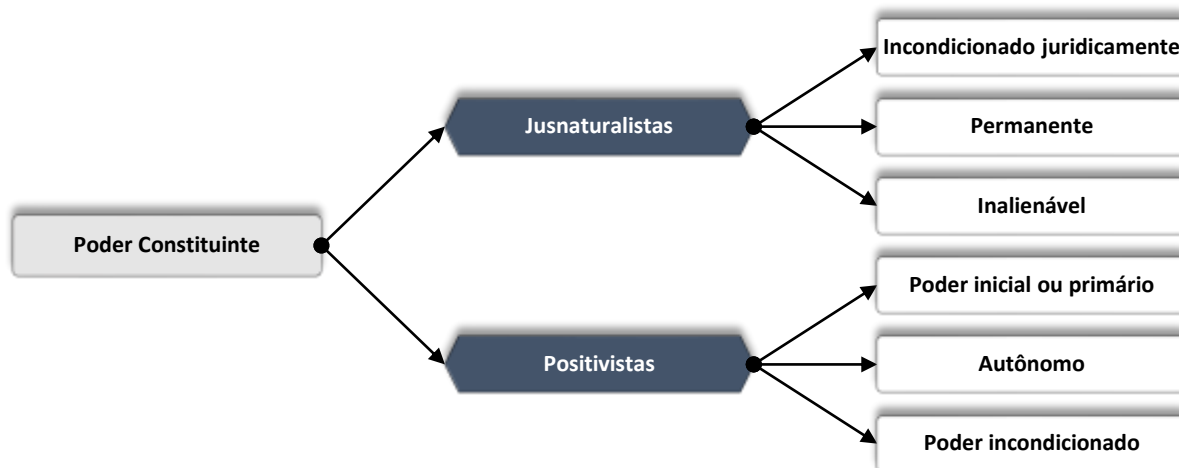 Poder Constituinte
Jusnaturalistas
Incondicionado juridicamente
Permanente
Inalienável
Positivistas
Poder inicial ou primário
Autônomo
Poder incondicionado